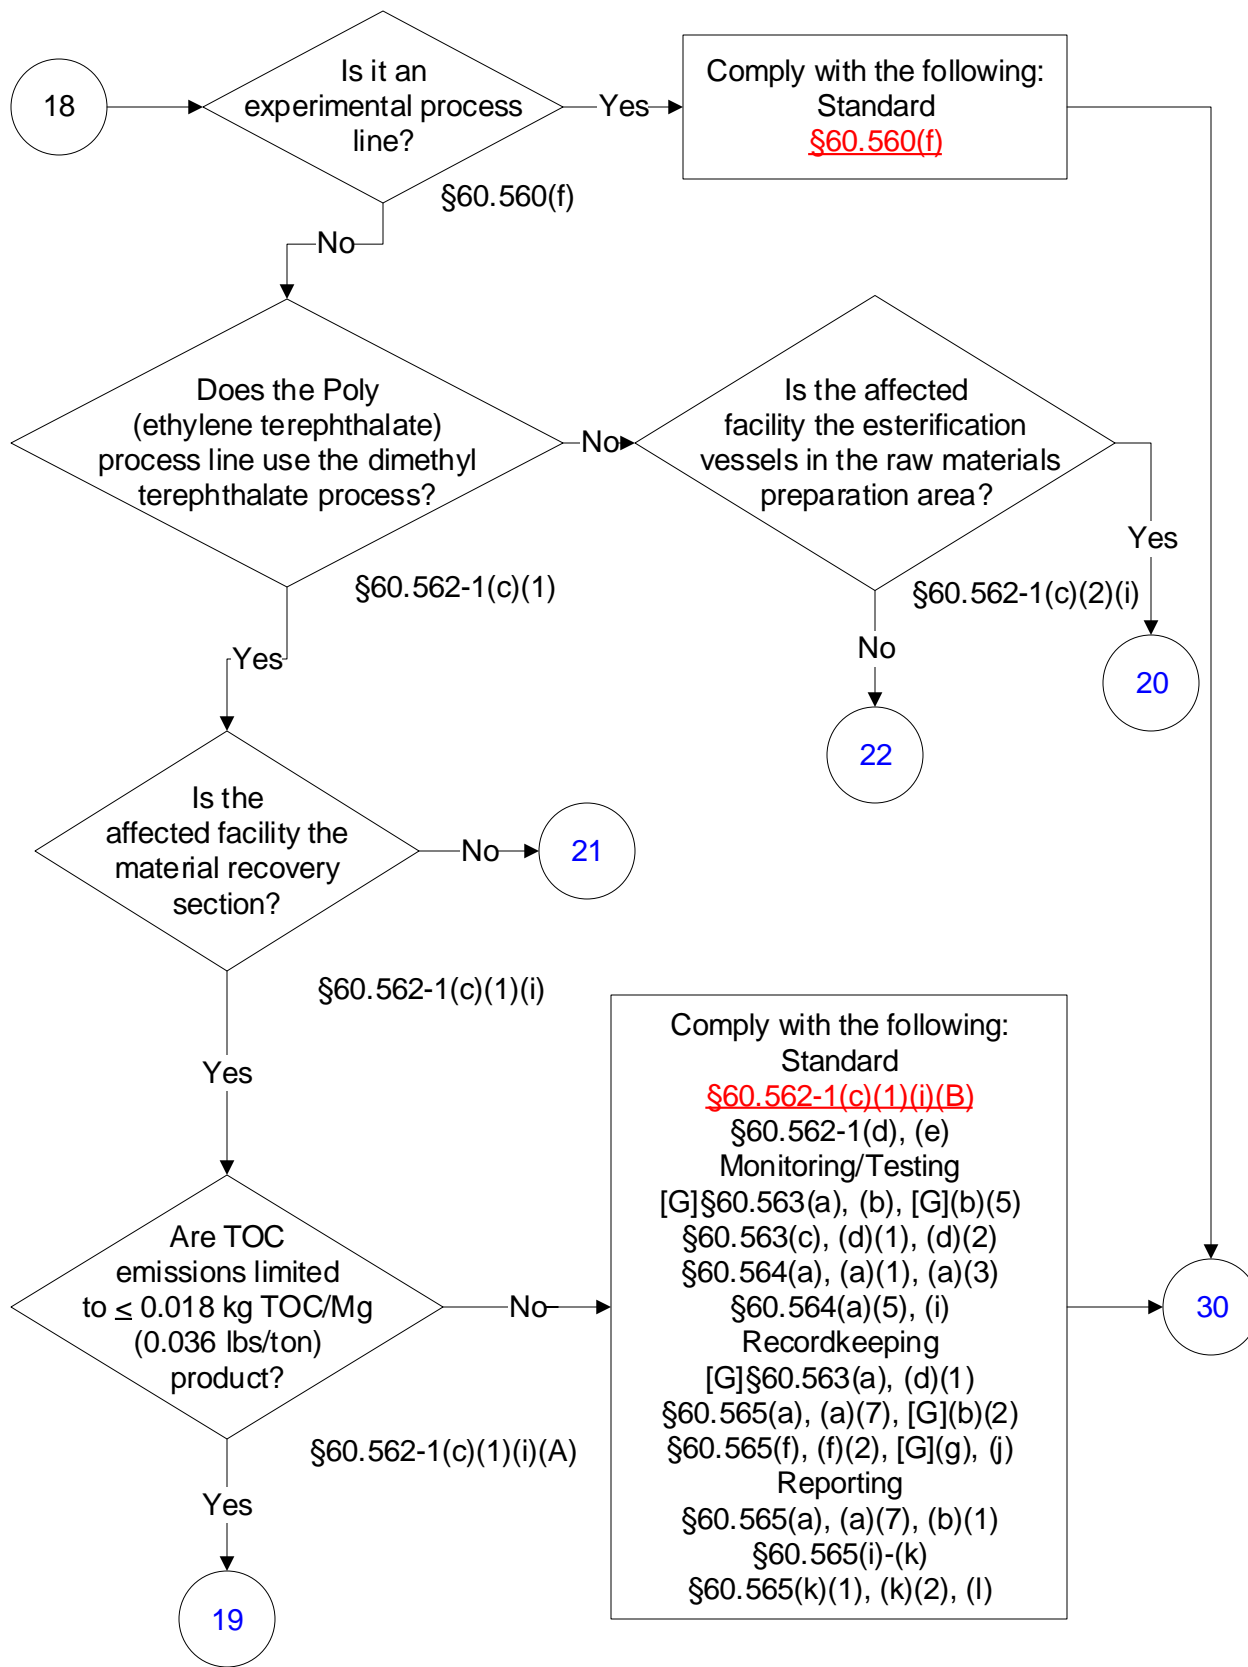 18
Is it an
experimental process
line?
Yes
Comply with the following:
Standard
§60.560(f)
§60.560(f)
No
Does the Poly
(ethylene terephthalate)
process line use the dimethyl
terephthalate process?
No
Is the affected
facility the esterification
vessels in the raw materials
preparation area?
Yes
§60.562-1(c)(1)
§60.562-1(c)(2)(i)
No
20
22
Yes
Is the
affected facility the
material recovery
section?
No
21
§60.562-1(c)(1)(i)
Yes
Are TOC
emissions limited
to ≤ 0.018 kg TOC/Mg
(0.036 lbs/ton)
product?
No
Comply with the following:
Standard
§60.562-1(c)(1)(i)(B)
§60.562-1(d), (e)
Monitoring/Testing
[G]§60.563(a), (b), [G](b)(5)
§60.563(c), (d)(1), (d)(2)
§60.564(a), (a)(1), (a)(3)
§60.564(a)(5), (i)
Recordkeeping
[G]§60.563(a), (d)(1)
§60.565(a), (a)(7), [G](b)(2)
§60.565(f), (f)(2), [G](g), (j)
Reporting
§60.565(a), (a)(7), (b)(1)
§60.565(i)-(k)
§60.565(k)(1), (k)(2), (l)
30
§60.562-1(c)(1)(i)(A)
Yes
19